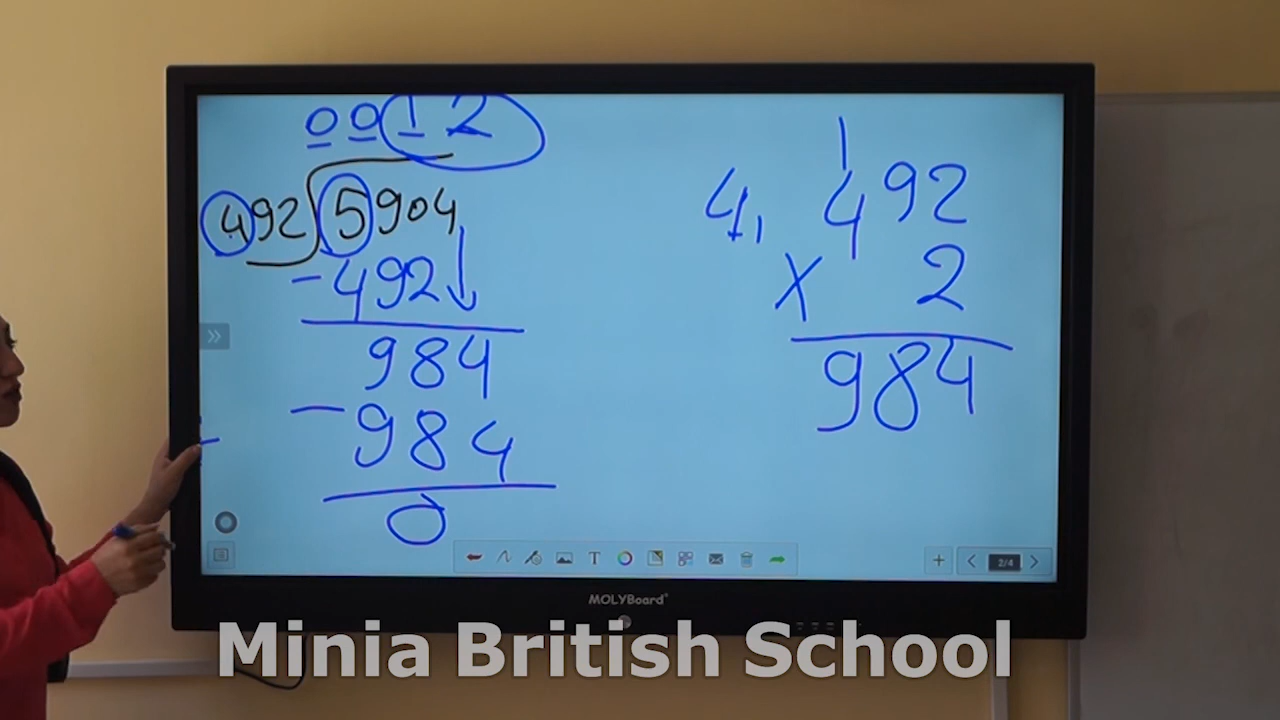 0012
492 5904
- 492
984
- 984
0
4,
1
492
X 2
984
T
2/4
MOLYBoard
Minia British School